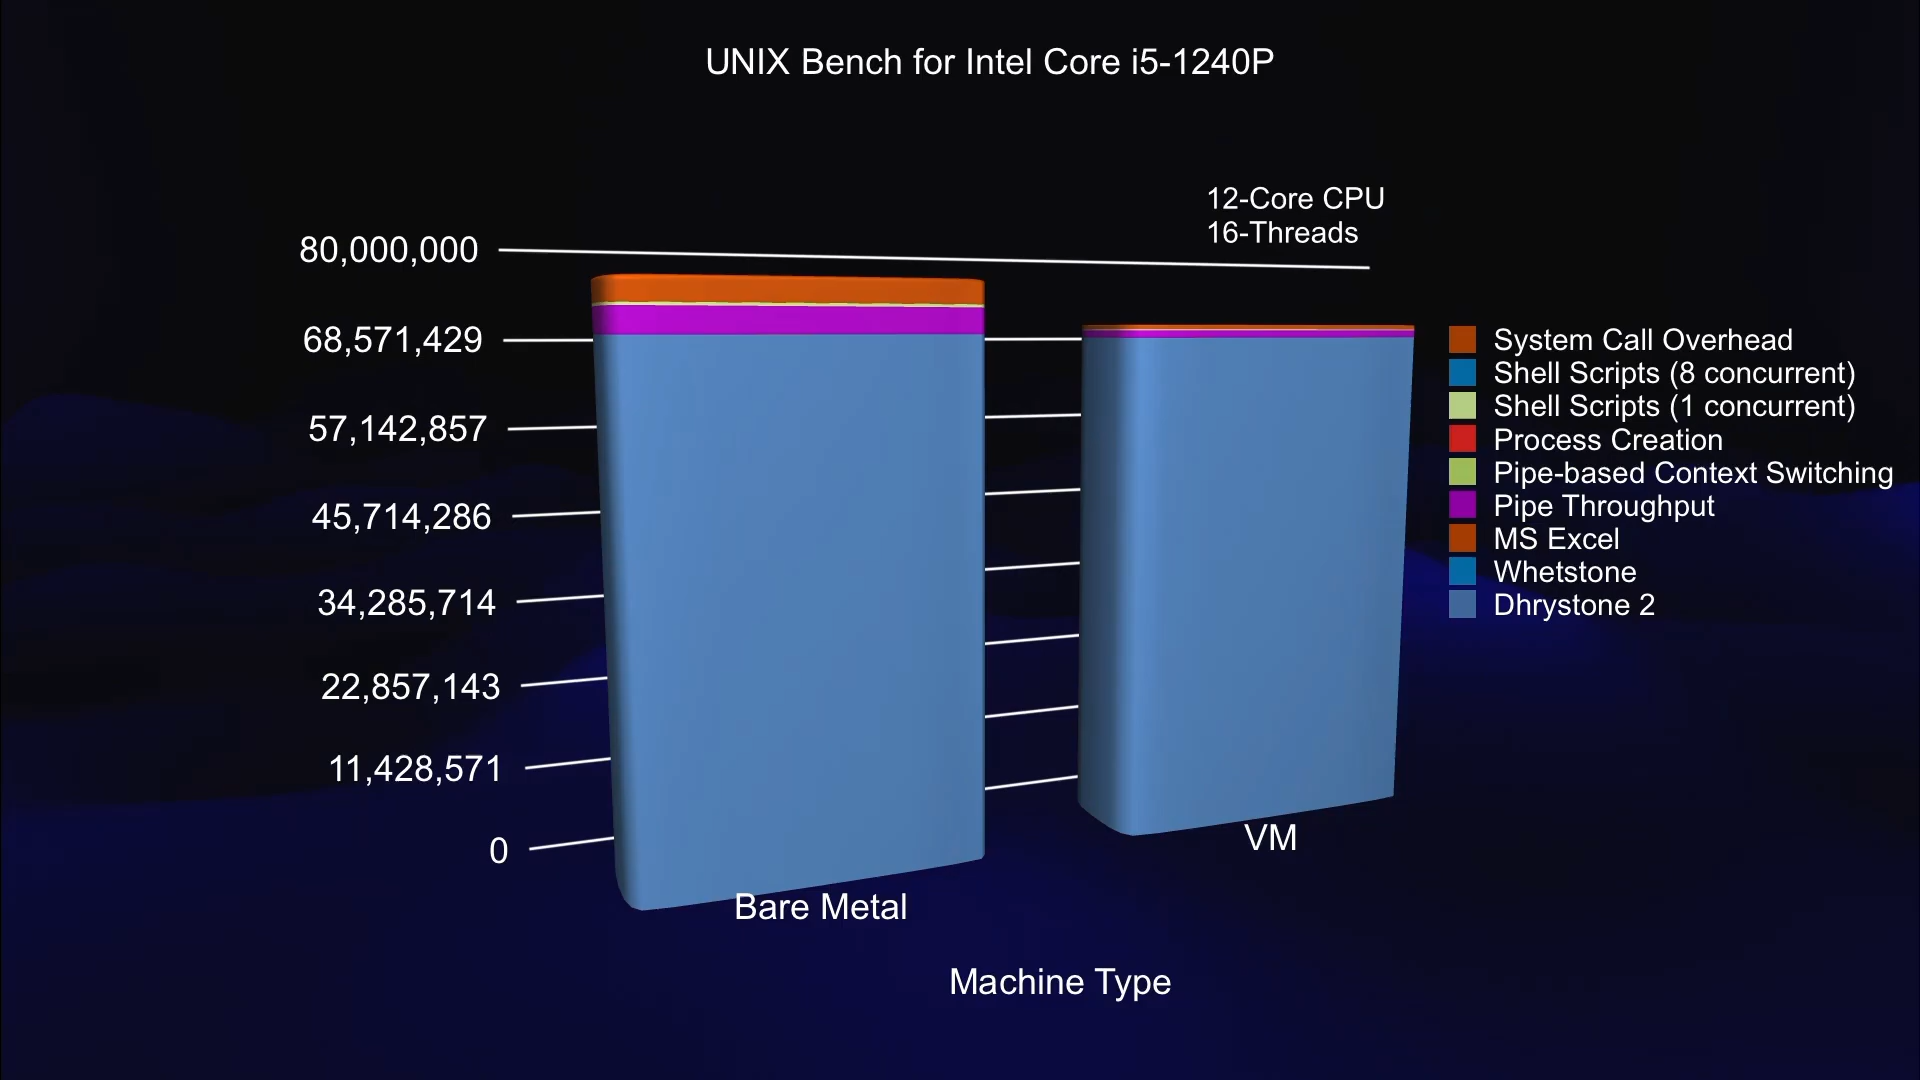 UNIX Bench for Intel Core i5-1240P
12-Core CPU
16-Threads
80,000,000
68,571,429
57,142,857
45,714,286
34,285,714
22,857,143
11,428,571
0
System Call Overhead
Shell Scripts (8 concurrent)
Shell Scripts (1 concurrent)
Process Creation
Pipe-based Context Switching
Pipe Throughput
MS Excel
Whetstone
Dhrystone 2
Bare Metal
VM
Machine Type